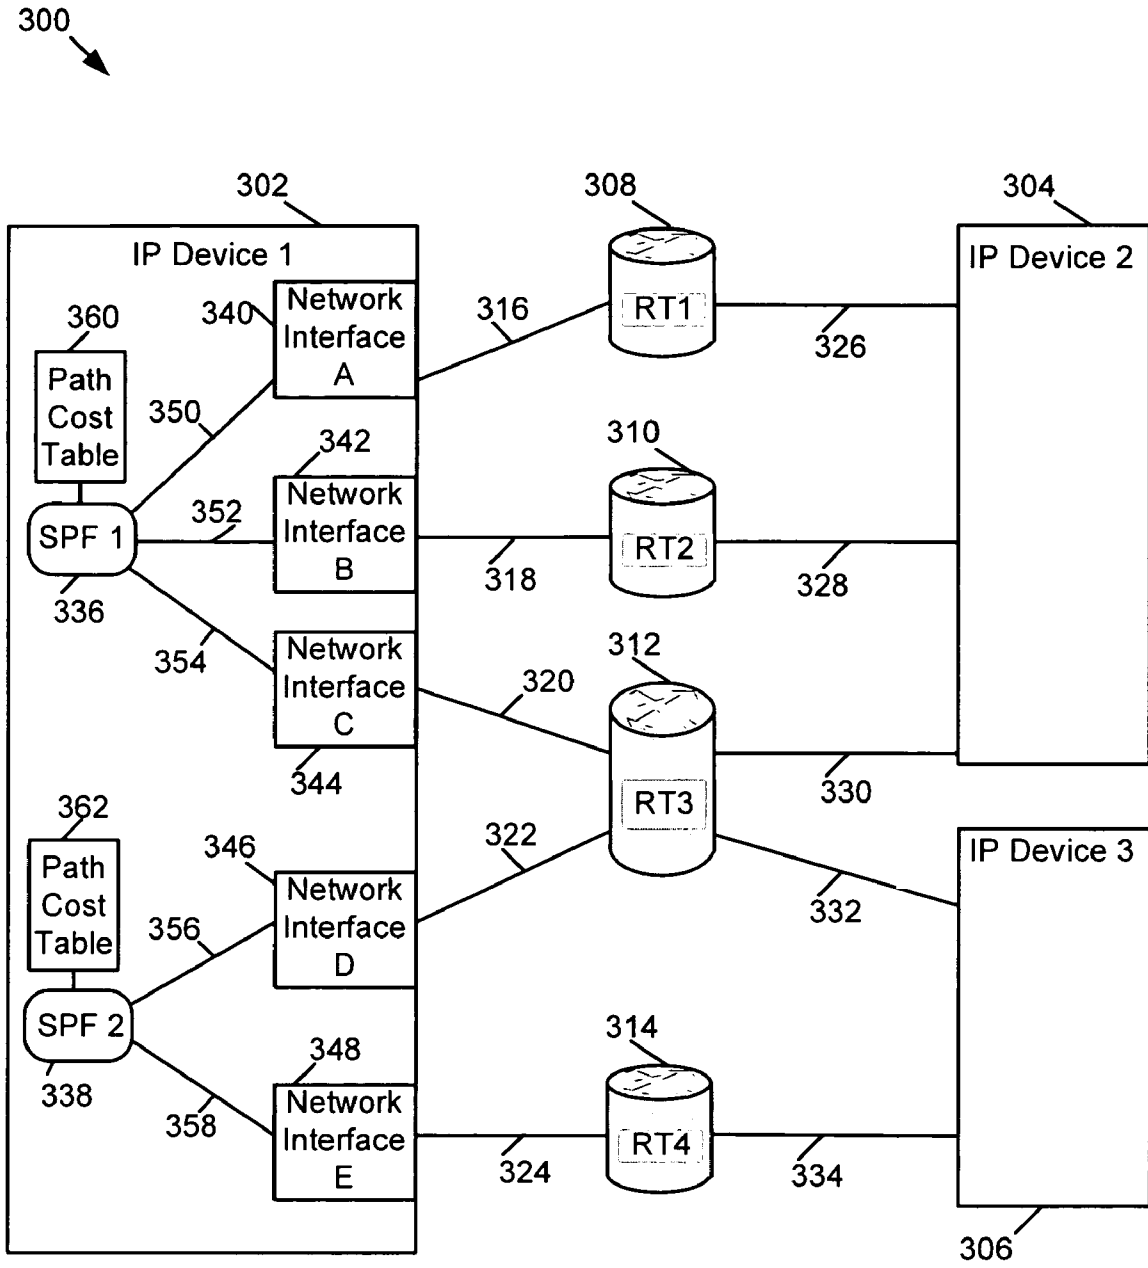 300
302
308
304
IP Device 1
IP Device 2
340
Network
Interface
A
316
RT1
326
360
Path
Cost
Table
350
342
310
SPF 1
352
Network
Interface
B
318
RT2
328
336
354
Network
Interface
C
320
312
344
330
RT3
362
Path
Cost
Table
346
322
IP Device 3
356
Network
Interface
D
332
SPF 2
338
348
314
358
Network
Interface
E
324
RT4
334
306